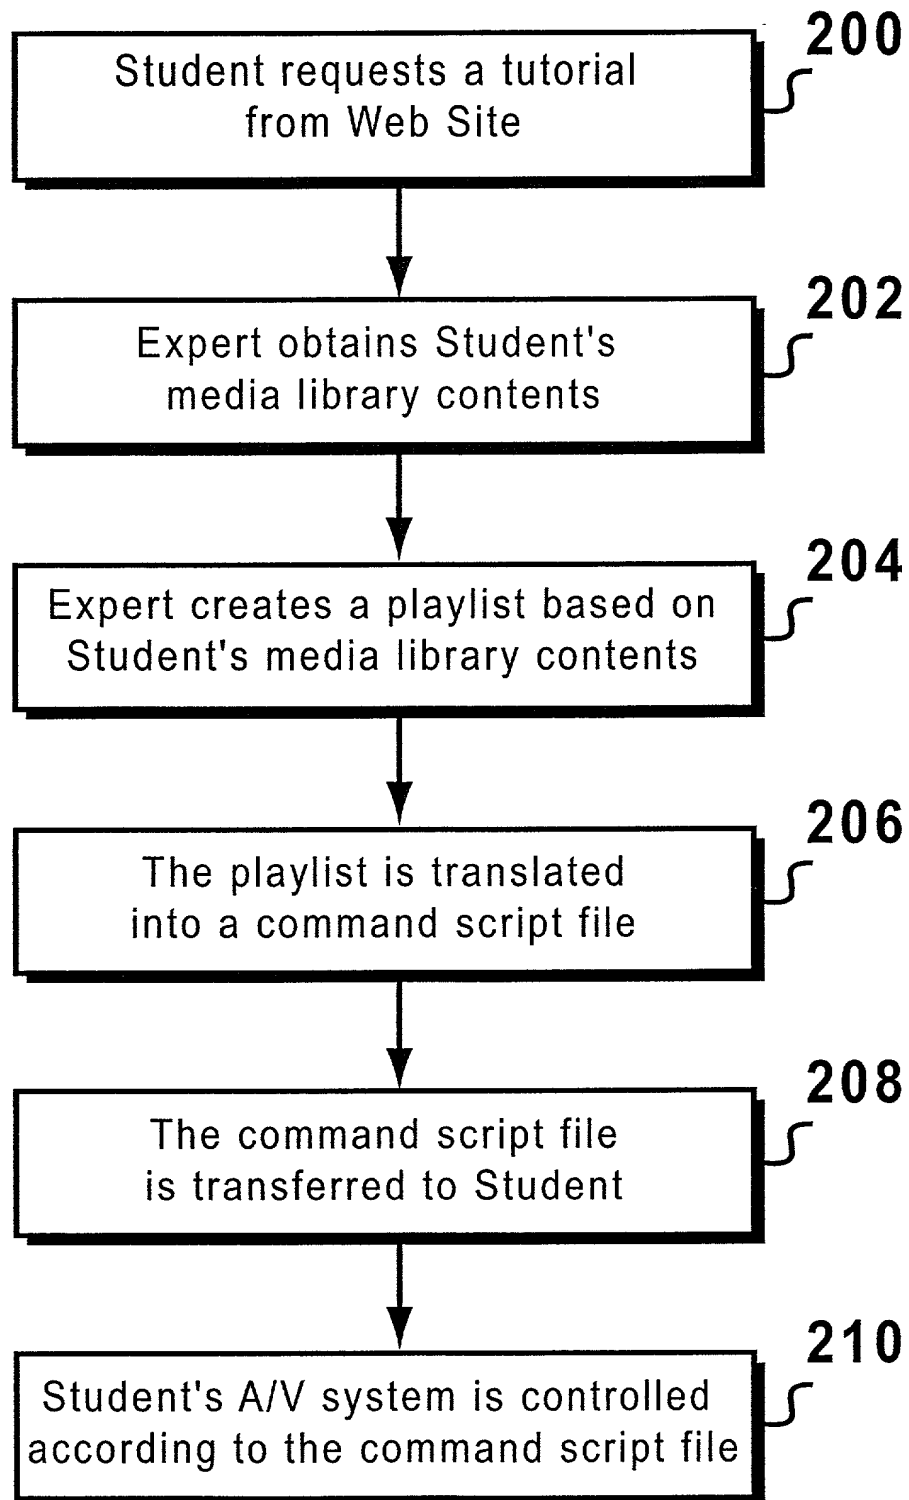 200
Student requests a tutorial
from Web Site
202
Expert obtains Student's
media library contents
204
Expert creates a playlist based on
Student's media library contents
206
The playlist is translated
into a command script file
208
The command script file
is transferred to Student
210
Student's A/V system is controlled
according to the command script file